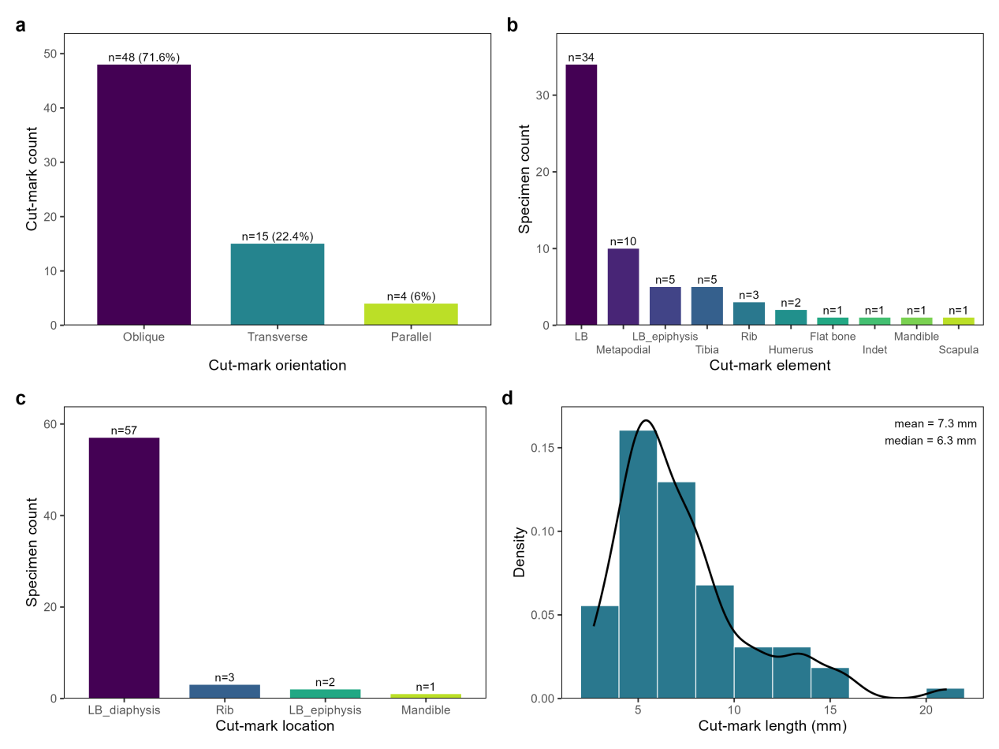 a
Cut-mark count
50
40
30
20
10
0
n=48 (71.6%)
n=15 (22.4%)
n=4 (6%)
Oblique
Transverse
Parallel
Cut-mark orientation
b
Specimen count
30
20
10
0
n=34
n=10
n=5
n=5
n=3
n=2
n=1
n=1
n=1
n=1
LB
Metapodial
LB_epiphysis
Tibia
Rib
Humerus
Flat bone
Indet
Mandible
Scapula
Cut-mark element
c
Specimen count
60
40
20
0
n=57
n=3
n=2
n=1
LB_diaphysis
Rib
LB_epiphysis
Mandible
Cut-mark location
d
Density
0.15
0.10
0.05
0.00
mean = 7.3 mm
median = 6.3 mm
5
10
15
20
Cut-mark length (mm)